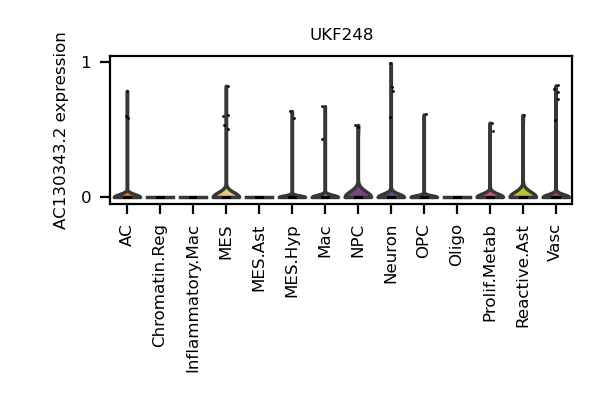 UKF248
AC130343.2 expression
1
0
AC
Chromatin.Reg
Inflammatory.Mac
MES
MES.Ast
MES.Hyp
Mac
NPC
Neuron
OPC
Oligo
Prolif.Metab
Reactive.Ast
Vasc